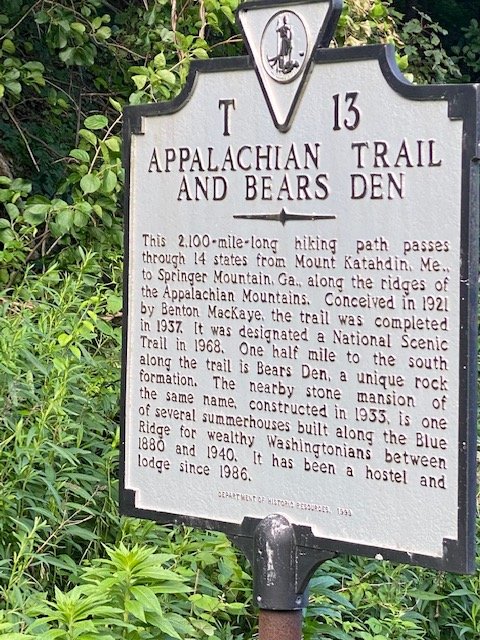 T 13
APPALACHIAN TRAIL
AND BEARS DEN
This 2,100-mile-long hiking path passes
through 14 states from Mount Katahdin, Me.,
to Springer Mountain, Ga., along the ridges of
the Appalachian Mountains. Conceived in 1921
by Benton MacKaye, the trail was completed
in 1937. It was designated a National Scenic
Trail in 1968. One half mile to the south
along the trail is Bears Den, a unique rock
formation. The nearby stone mansion of
the same name, constructed in 1933, is one
of several summerhouses built along the Blue
Ridge for wealthy Washingtonians between
1880 and 1940. It has been a hostel and
lodge since 1986.
DEPARTMENT OF HISTORIC RESOURCES, 1999